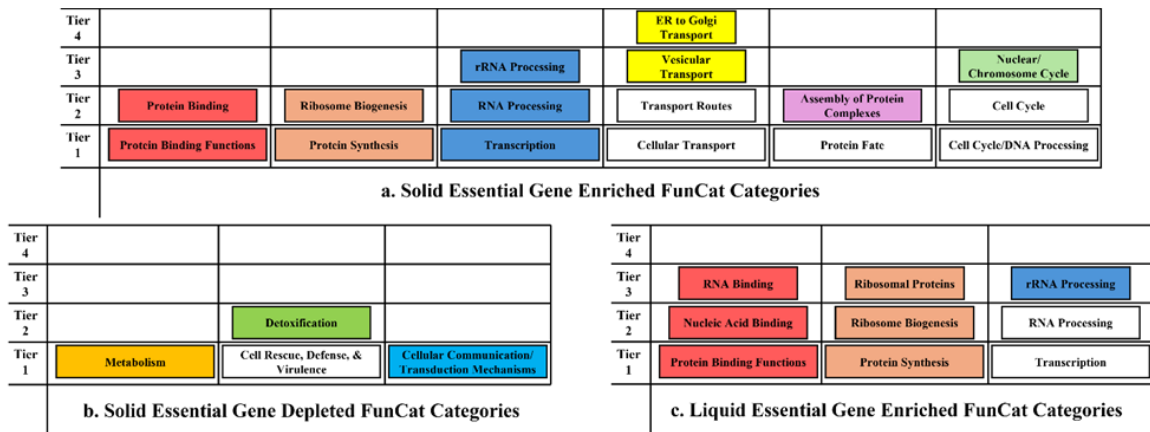 Tier
4
ER to Golgi
Transport
Tier
3
rRNA Processing
Vesicular
Transport
Nuclear/
Chromosome Cycle
Tier
2
Protein Binding
Ribosome Biogenesis
RNA Processing
Transport Routes
Assembly of Protein
Complexes
Cell Cycle
Tier
1
Protein Binding Functions
Protein Synthesis
Transcription
Cellular Transport
Protein Fate
Cell Cycle/DNA Processing
a. Solid Essential Gene Enriched FunCat Categories
Tier
4
Tier
3
Tier
2
Detoxification
Tier
1
Metabolism
Cell Rescue, Defense, &
Virulence
Cellular Communication/
Transduction Mechanisms
b. Solid Essential Gene Depleted FunCat Categories
Tier
4
Tier
3
RNA Binding
Ribosomal Proteins
rRNA Processing
Tier
2
Nucleic Acid Binding
Ribosome Biogenesis
RNA Processing
Tier
1
Protein Binding Functions
Protein Synthesis
Transcription
c. Liquid Essential Gene Enriched FunCat Categories